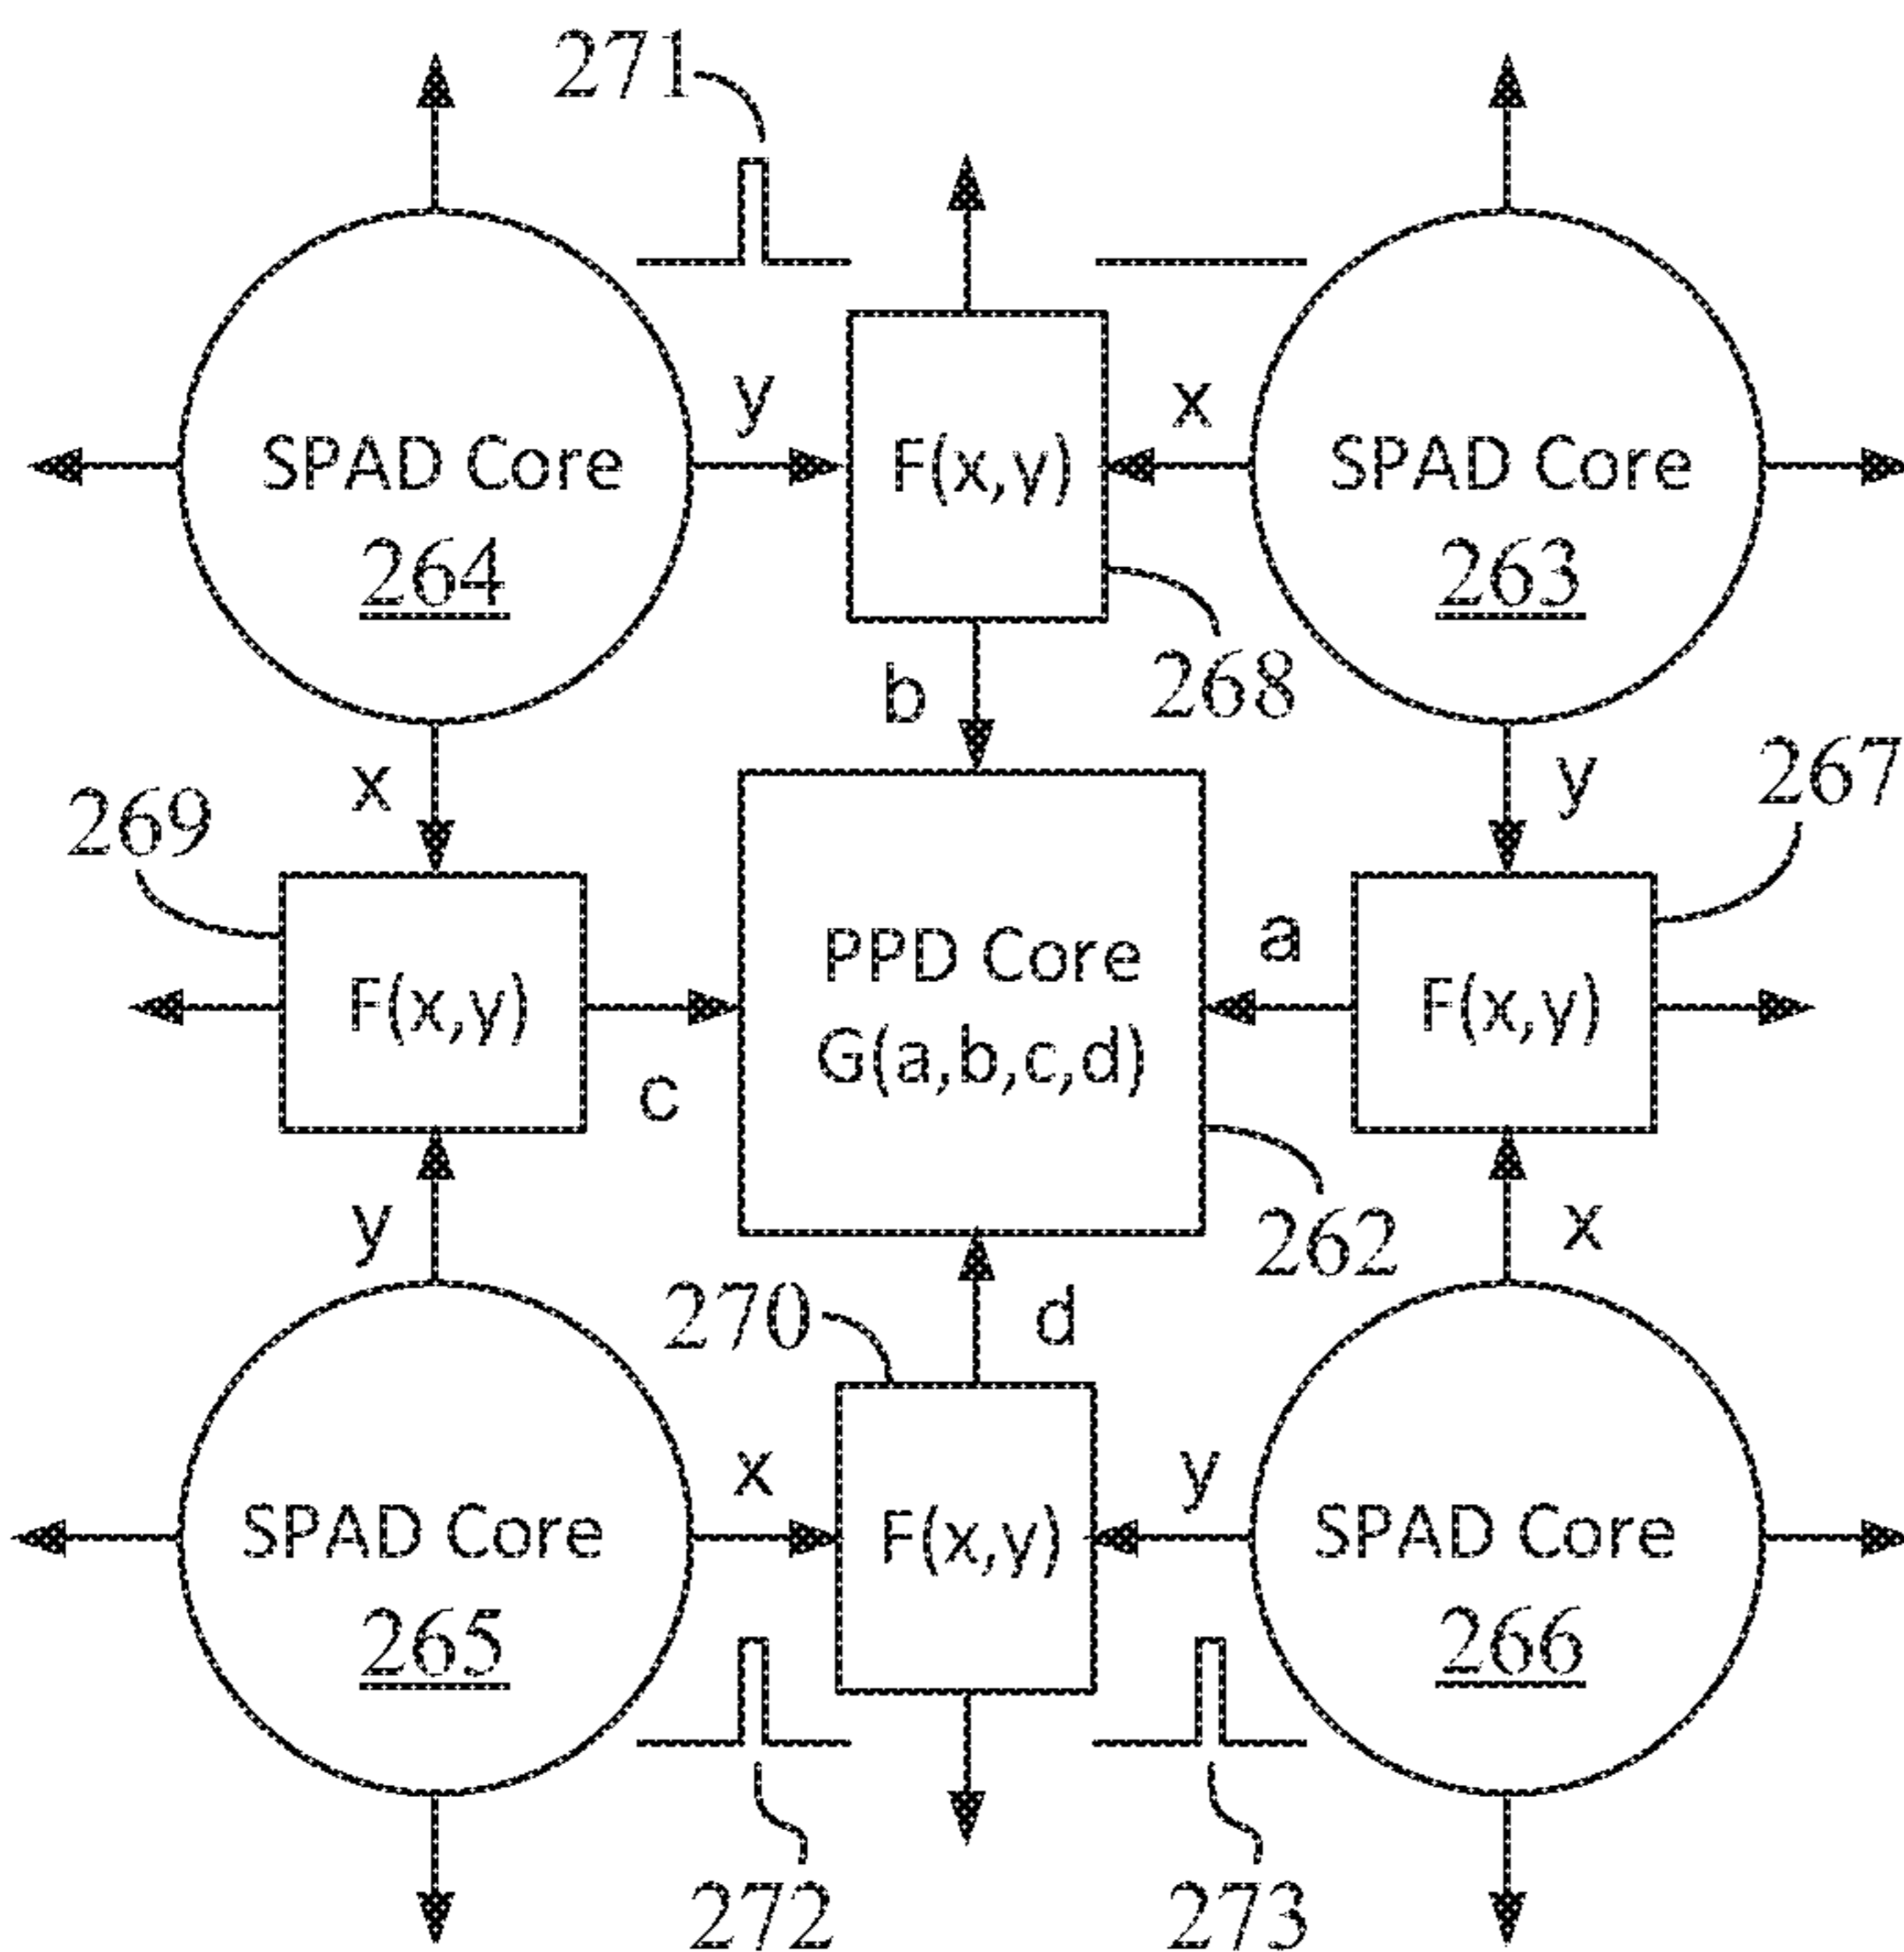 271
SPAD Core
264
y
F(x,y)
x
SPAD Core
263
268
b
x
y
267
269
F(x,y)
c
PPD Core
G(a,b,c,d)
a
F(x,y)
262
y
x
270
d
SPAD Core
265
x
F(x,y)
y
SPAD Core
266
272
273